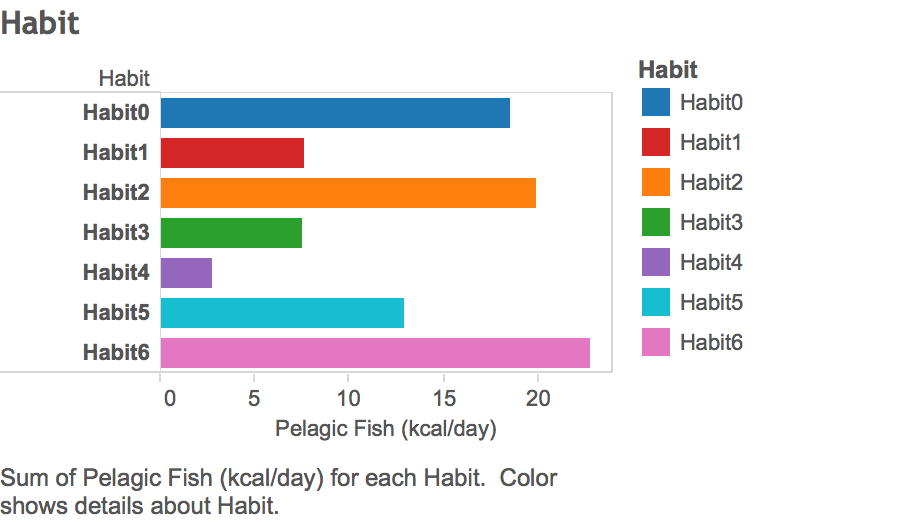 Habit
Habit
Habit0
Habit1
Habit2
Habit3
Habit4
Habit5
Habit6
0 5 10 15 20
Pelagic Fish (kcal/day)
Habit
Habit0
Habit1
Habit2
Habit3
Habit4
Habit5
Habit6
Sum of Pelagic Fish (kcal/day) for each Habit.  Color
shows details about Habit.